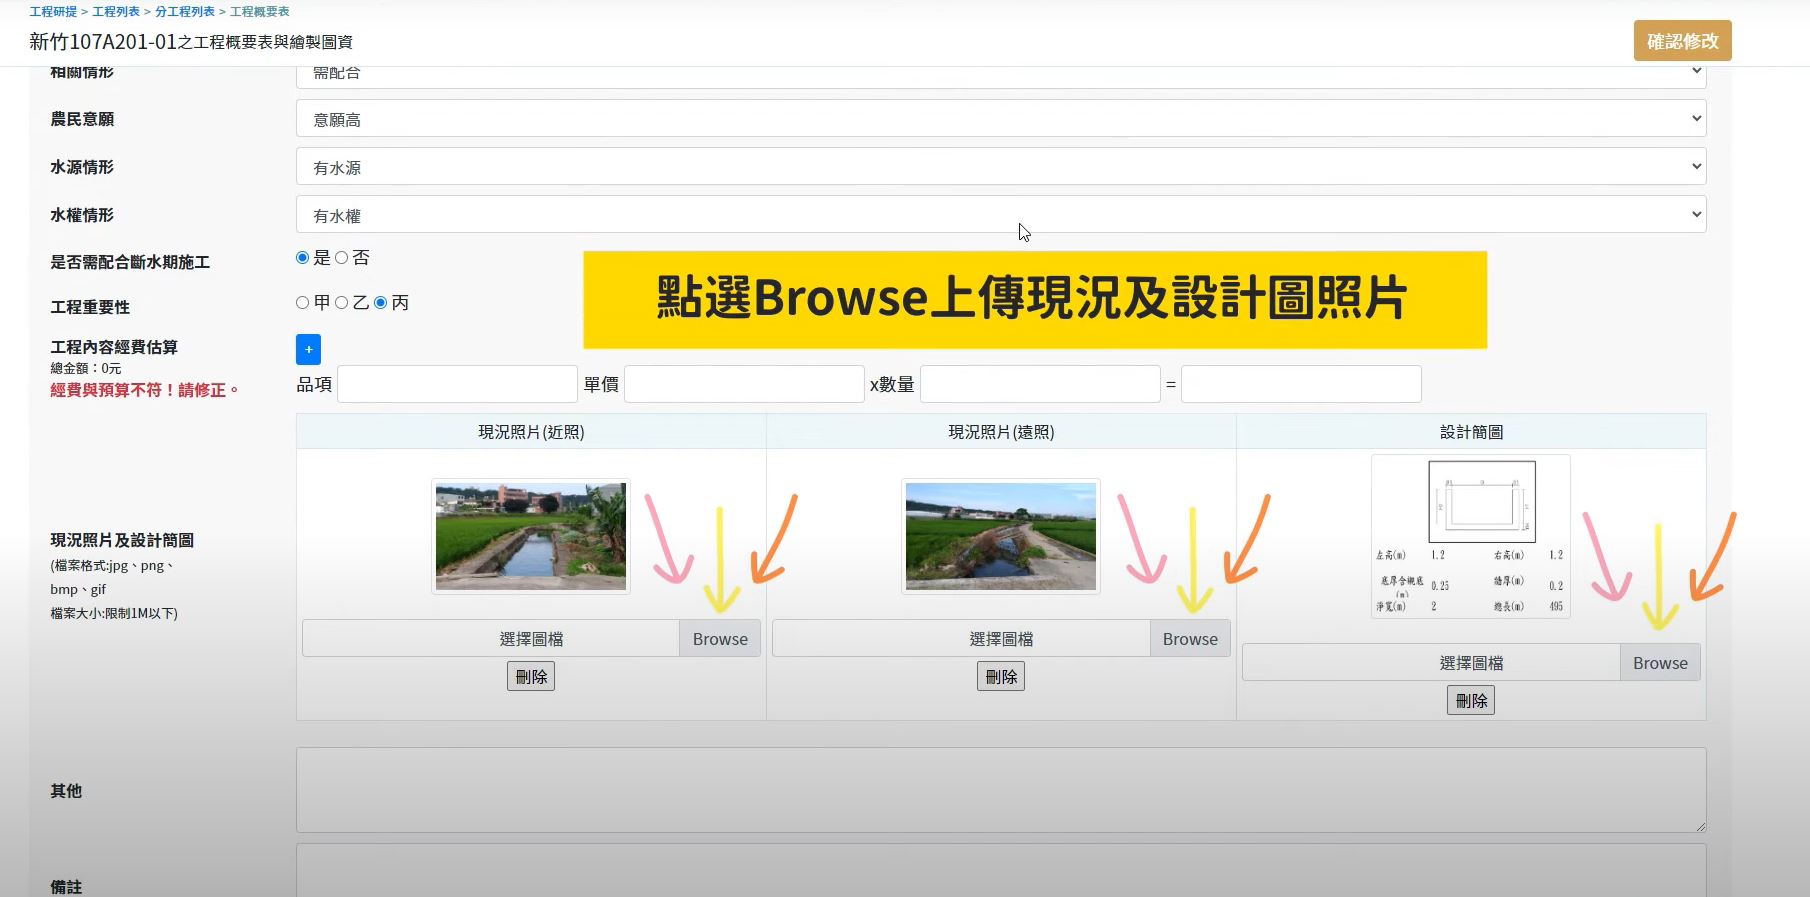 工程研提 > 工程列表 > 分工程列表 > 工程概要表
新竹107A201-01之工程概要表與繪製圖資
確認修改
相關情形
需配合
農民意願
意願高
水源情形
有水源
水權情形
有水權
是否需配合斷水期施工
是 否
點選Browse上傳現況及設計圖照片
工程重要性
甲 乙 丙
工程內容經費估算
總金額：0元
經費與預算不符！請修正。
+
品項 單價 x數量 =
現況照片(近照) 現況照片(遠照) 設計簡圖
左高(m) 1.2 右高(m) 1.2
底厚含襯底(m) 0.25 牆厚(m) 0.2
淨寬(m) 2 總長(m) 495
現況照片及設計簡圖
(檔案格式:jpg、png、
bmp、gif
檔案大小:限制1M以下)
選擇圖檔 Browse 選擇圖檔 Browse 選擇圖檔 Browse
刪除 刪除 刪除
其他
備註